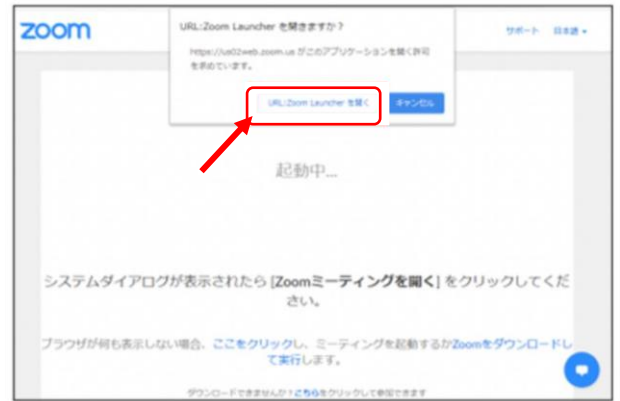 zoom
URL:Zoom Launcher を開きますか？
サポート 日本語
https://us02web.zoom.us がこのアプリケーションを開く許可
を求めています。
URL:Zoom Launcher を開く キャンセル
起動中...
システムダイアログが表示されたら [Zoomミーティングを開く] をクリックしてくだ
さい。
ブラウザが何も表示しない場合、ここをクリックし、ミーティングを起動するかZoomをダウンロードし
て実行します。
ダウンロードできませんか？こちらをクリックして参加できます